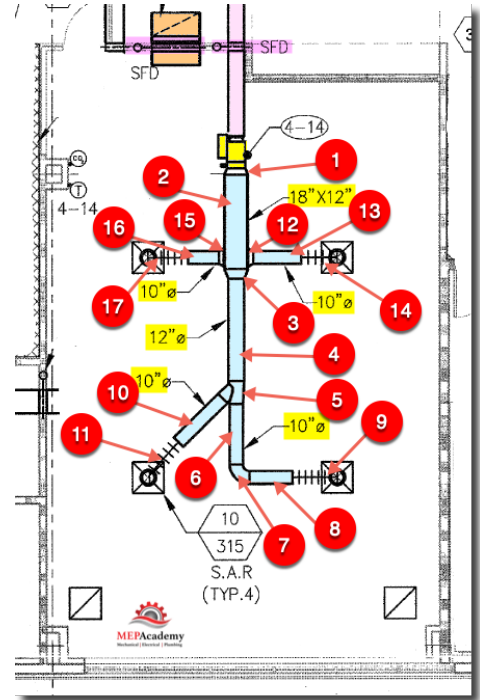 SFD
SFD
3
4-14
1
2
CO₂
T
4-14
18"X12"
16
15
12
13
17
10"ø
10"ø
14
3
12"ø
4
10"ø
10
5
10"ø
9
11
6
7
8
10
315
S.A.R
(TYP.4)
MEPAcademy
Mechanical | Electrical | Plumbing